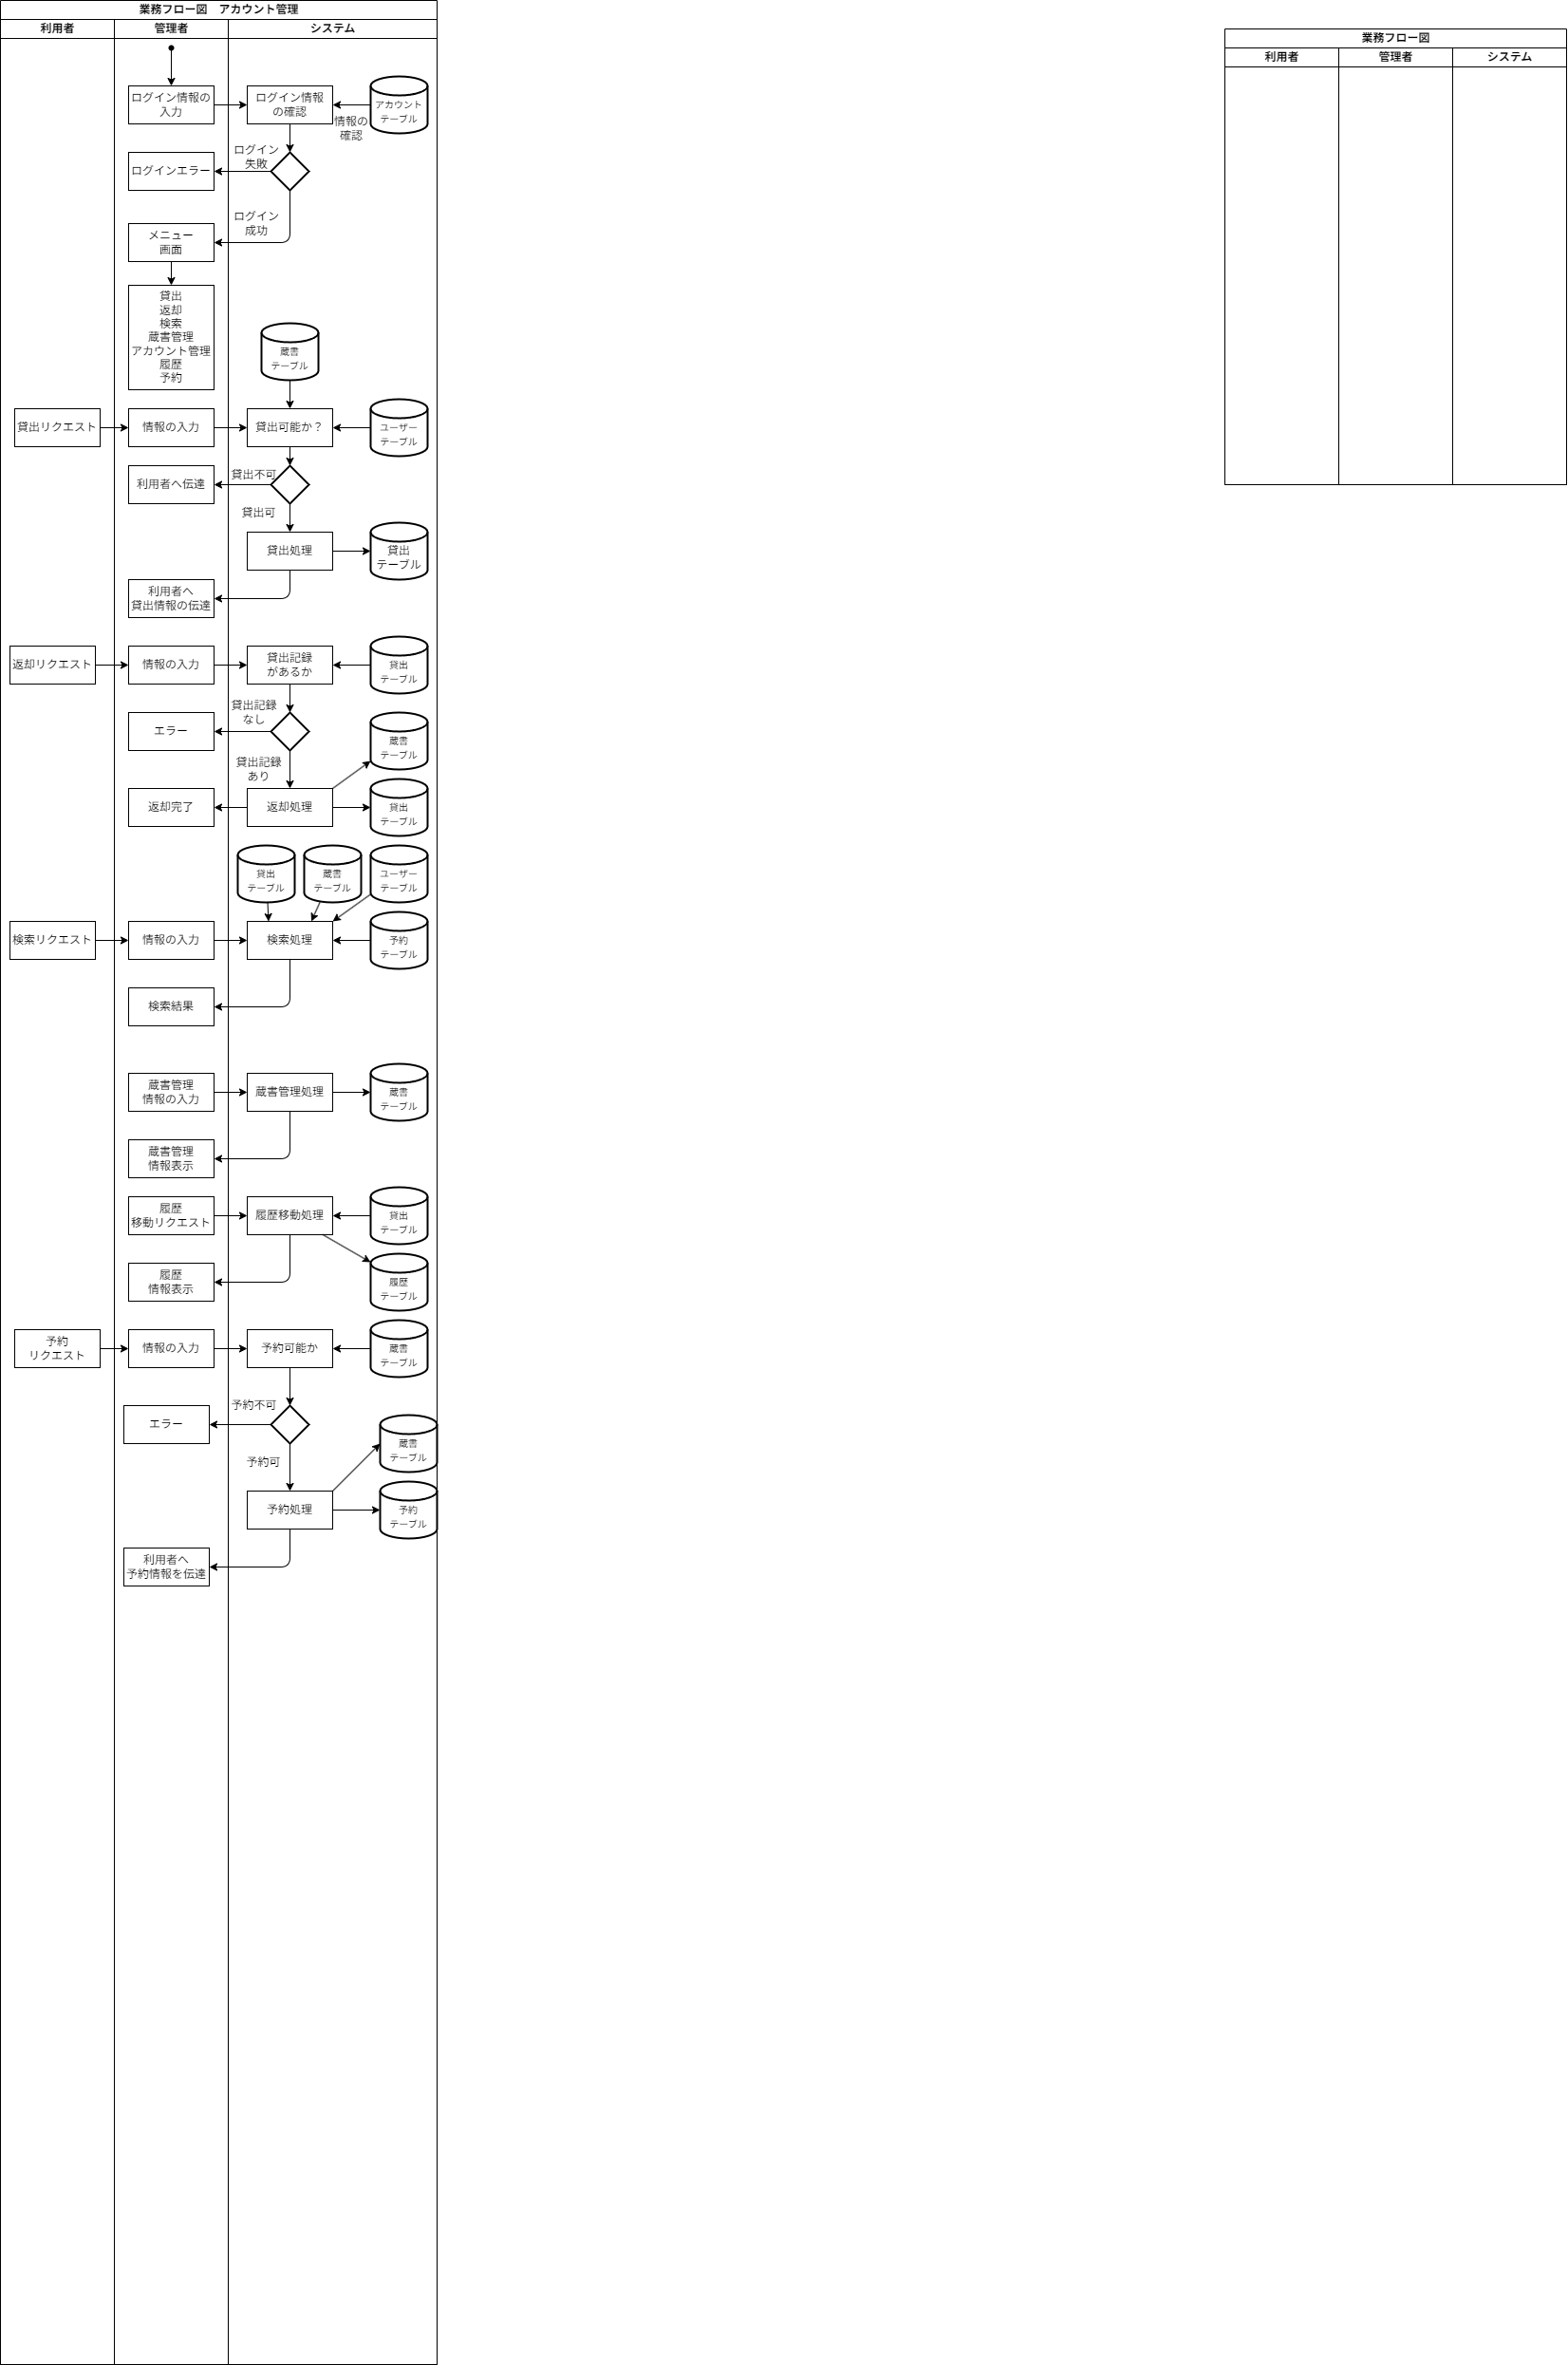 業務フロー図　アカウント管理
利用者
管理者
システム
ログイン情報の
入力
ログイン情報
の確認
アカウント
テーブル
情報の
確認
ログイン
失敗
ログインエラー
ログイン
成功
メニュー
画面
貸出
返却
検索
蔵書管理
アカウント管理
履歴
予約
蔵書
テーブル
貸出リクエスト
情報の入力
貸出可能か？
ユーザー
テーブル
貸出不可
利用者へ伝達
貸出可
貸出処理
貸出
テーブル
利用者へ
貸出情報の伝達
返却リクエスト
情報の入力
貸出記録
があるか
貸出
テーブル
貸出記録
なし
エラー
蔵書
テーブル
貸出記録
あり
返却完了
返却処理
貸出
テーブル
貸出
テーブル
蔵書
テーブル
ユーザー
テーブル
検索リクエスト
情報の入力
検索処理
予約
テーブル
検索結果
蔵書管理
情報の入力
蔵書管理処理
蔵書
テーブル
蔵書管理
情報表示
履歴
移動リクエスト
履歴移動処理
貸出
テーブル
履歴
情報表示
履歴
テーブル
予約
リクエスト
情報の入力
予約可能か
蔵書
テーブル
予約不可
エラー
蔵書
テーブル
予約可
予約処理
予約
テーブル
利用者へ
予約情報を伝達
業務フロー図
利用者
管理者
システム